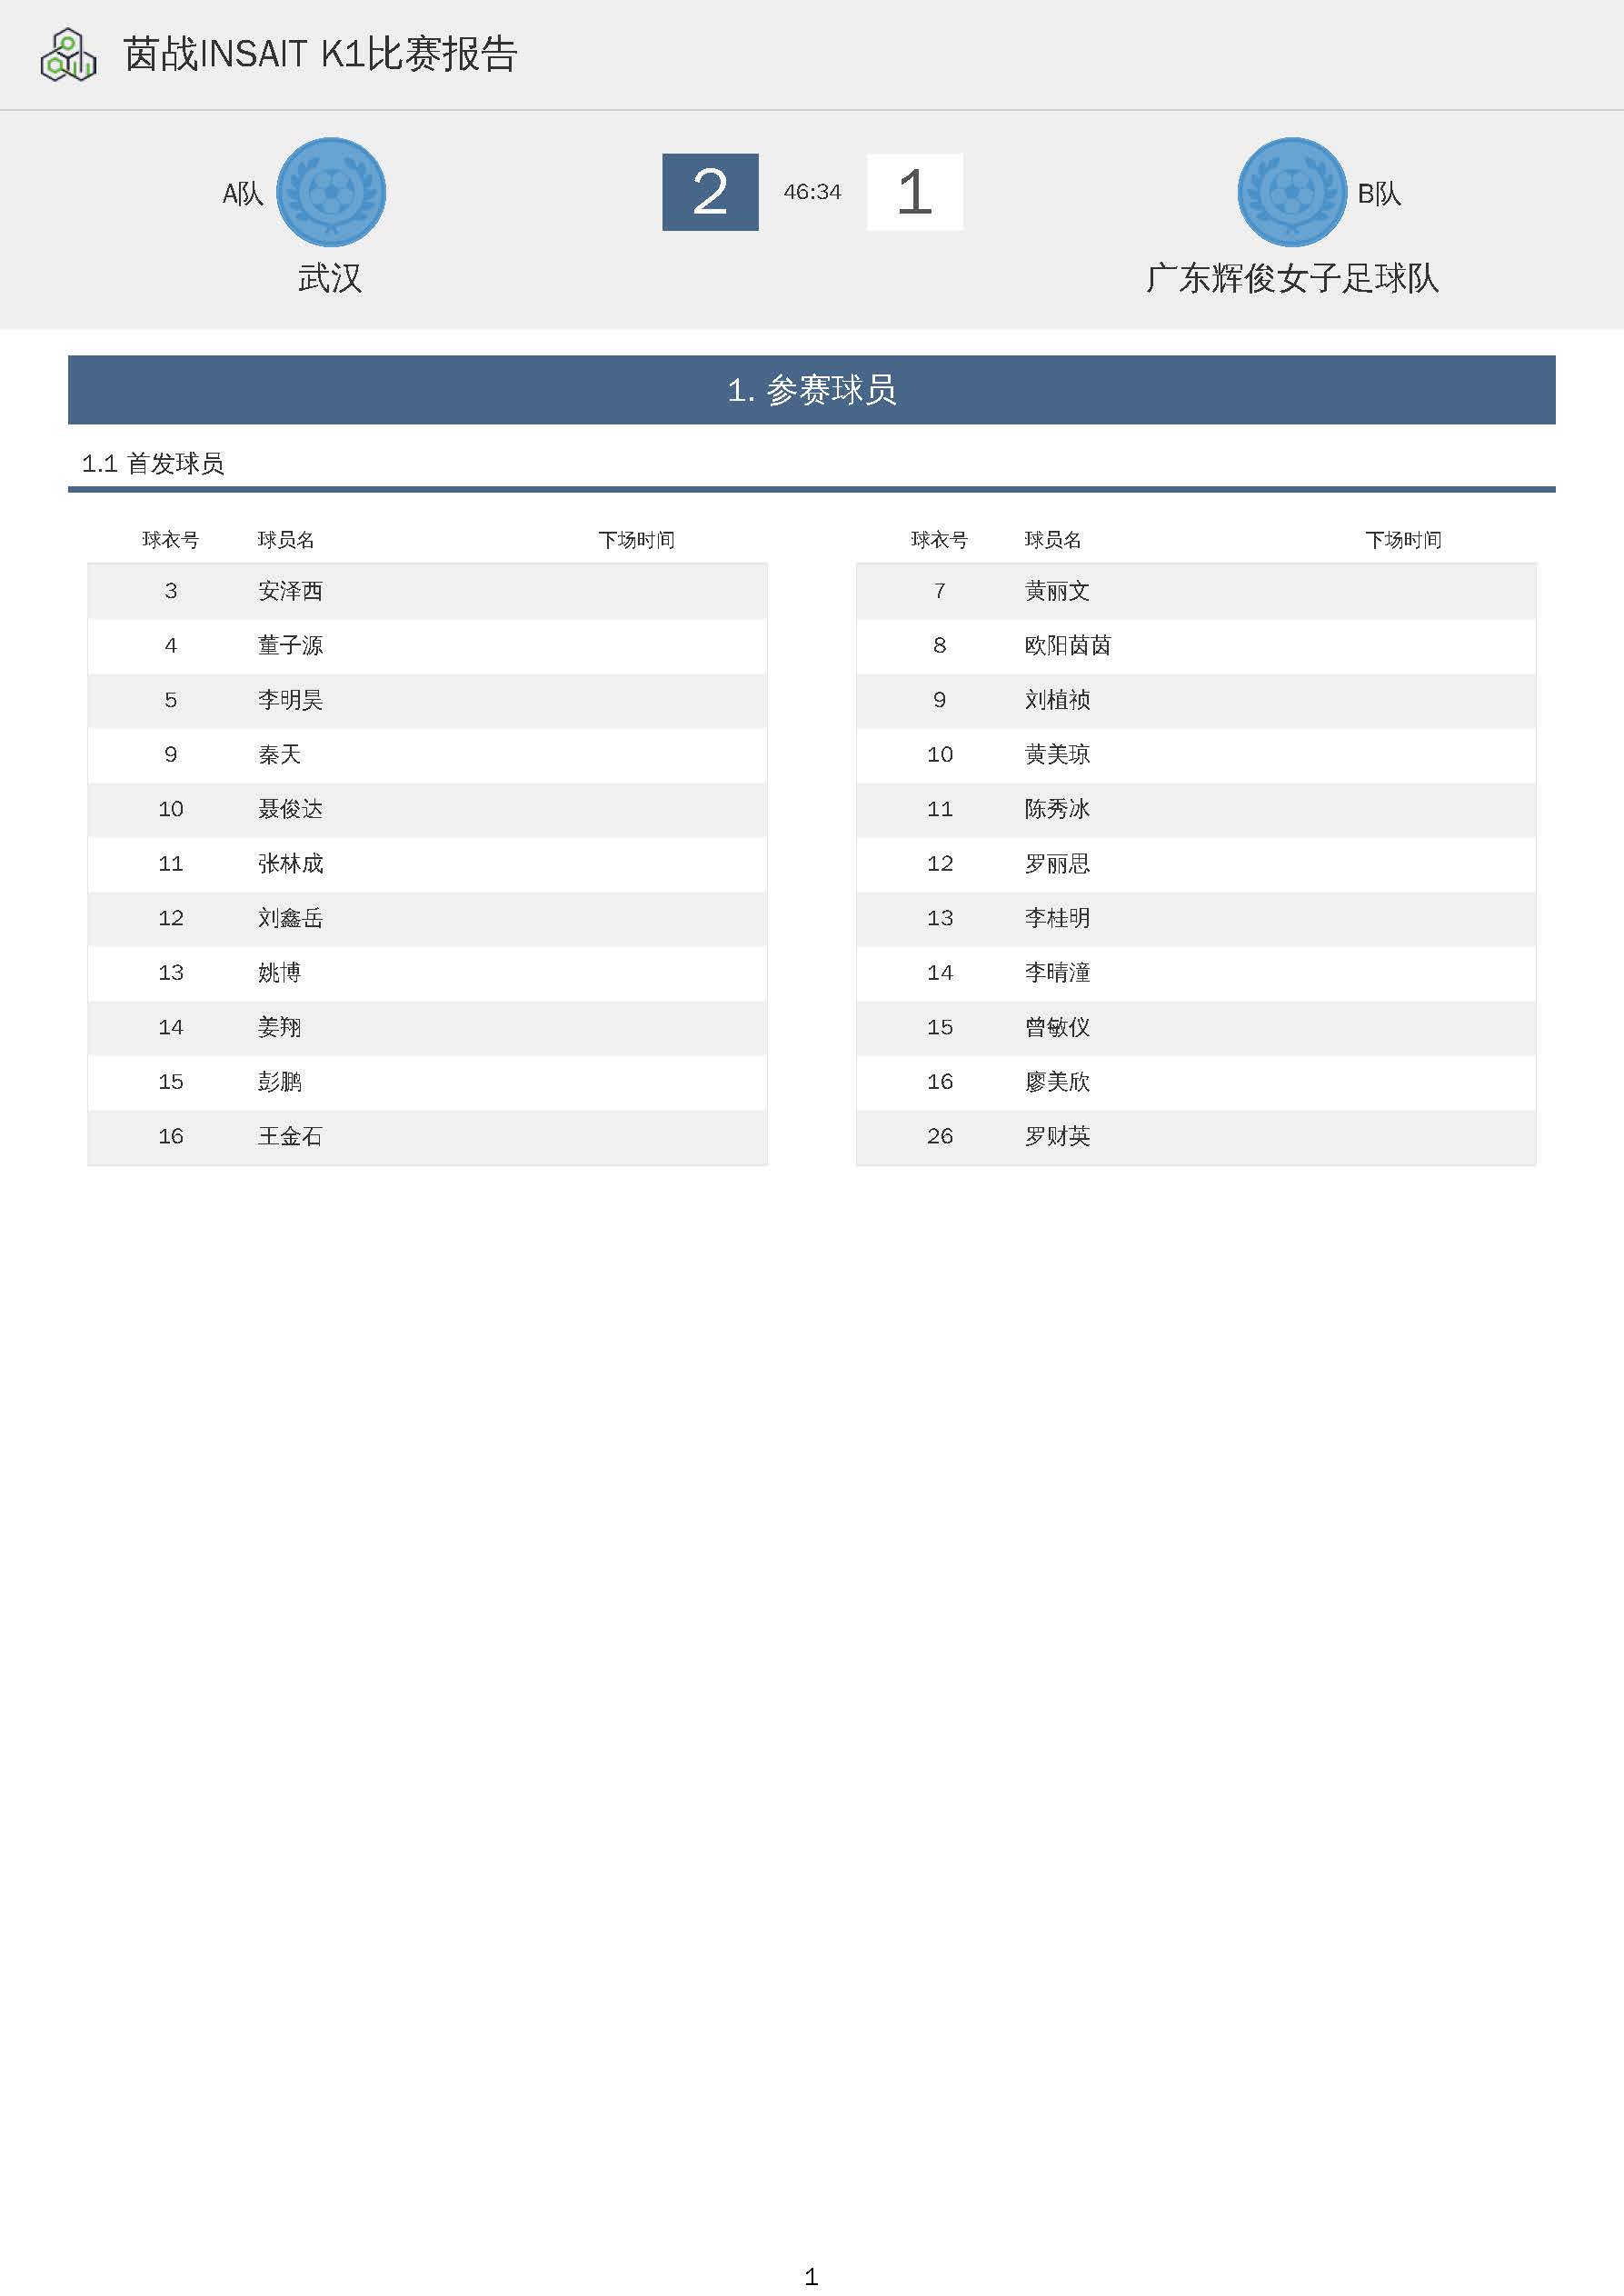 茵战INSAIT K1比赛报告
A队 2 46:34 1 B队
武汉 广东辉俊女子足球队
1. 参赛球员
1.1 首发球员
球衣号 球员名 下场时间 球衣号 球员名 下场时间
3 安泽西 7 黄丽文
4 董子源 8 欧阳茵茵
5 李明昊 9 刘植祯
9 秦天 10 黄美琼
10 聂俊达 11 陈秀冰
11 张林成 12 罗丽思
12 刘鑫岳 13 李桂明
13 姚博 14 李晴潼
14 姜翔 15 曾敏仪
15 彭鹏 16 廖美欣
16 王金石 26 罗财英
1